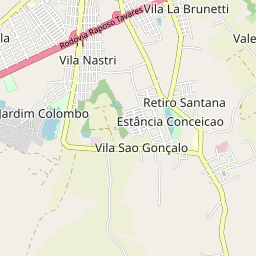 Vila La Brunetti
Rodovia Raposo Tavares
Vila Nastri
Retiro Santana
Jardim Colombo
Estância Conceicao
Vila Sao Gonçalo